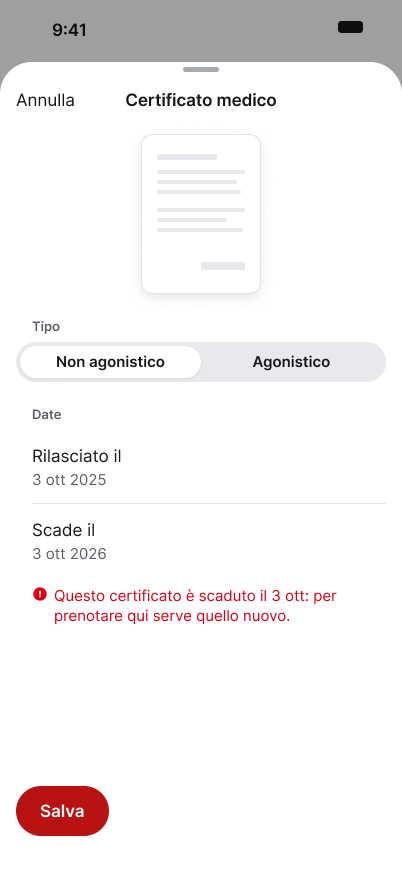 9:41
Annulla
Certificato medico
Tipo
Non agonistico
Agonistico
Date
Rilasciato il
3 ott 2025
Scade il
3 ott 2026
Questo certificato è scaduto il 3 ott: per
prenotare qui serve quello nuovo.
Salva